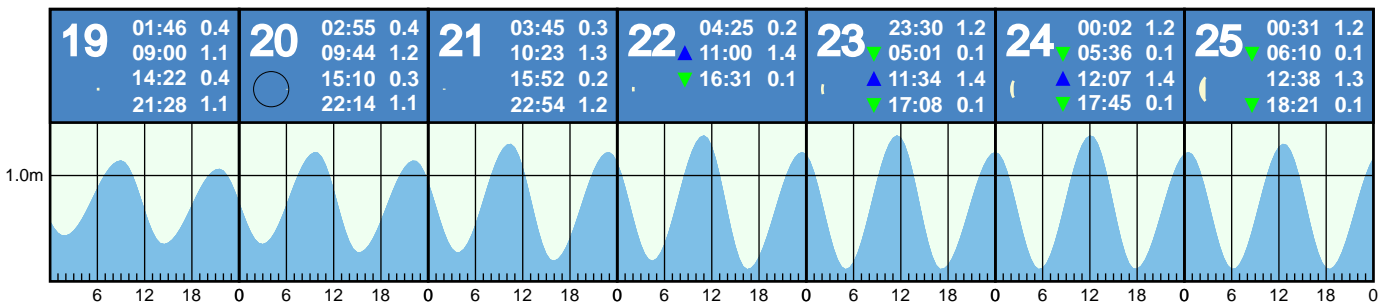 19
01:46 0.4
09:00 1.1
14:22 0.4
21:28 1.1
20
02:55 0.4
09:44 1.2
15:10 0.3
22:14 1.1
21
03:45 0.3
10:23 1.3
15:52 0.2
22:54 1.2
22
04:25 0.2
▲ 11:00 1.4
▼ 16:31 0.1
23
23:30 1.2
▼ 05:01 0.1
▲ 11:34 1.4
▼ 17:08 0.1
24
00:02 1.2
▼ 05:36 0.1
▲ 12:07 1.4
▼ 17:45 0.1
25
00:31 1.2
▼ 06:10 0.1
12:38 1.3
▼ 18:21 0.1
1.0m
6 12 18 0 6 12 18 0 6 12 18 0 6 12 18 0 6 12 18 0 6 12 18 0 6 12 18 0